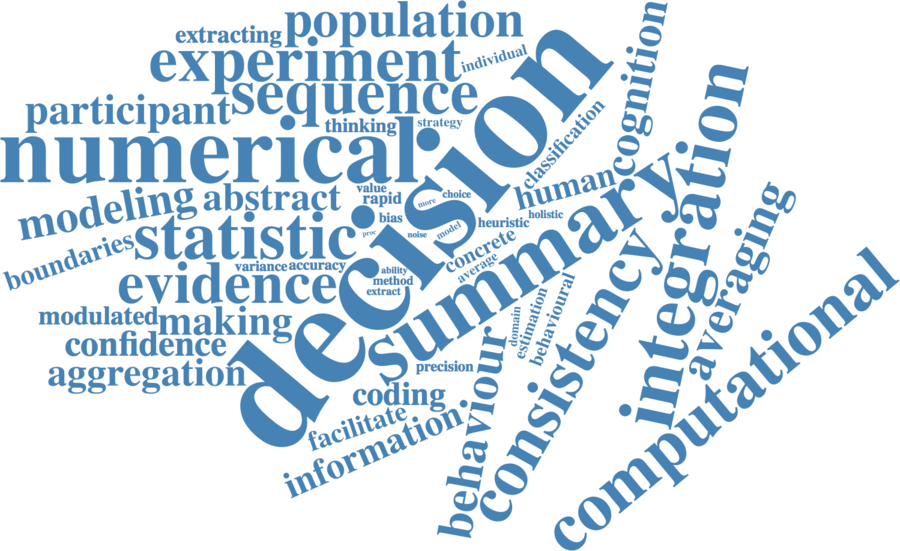 population
extracting
experiment
individual
sequence
participant
thinking
strategy
numerical
decision
cognition
classification
human
modeling
abstract
value
rapid
more
choice
bias
heuristic
holistic
statistic
proc
noise
model
boundaries
concrete
summary
integration
averaging
variance
accuracy
average
ability
method
extract
evidence
modulated
making
confidence
aggregation
precision
coding
facilitate
information
behaviour
domain
estimation
behavioural
consistency
computational